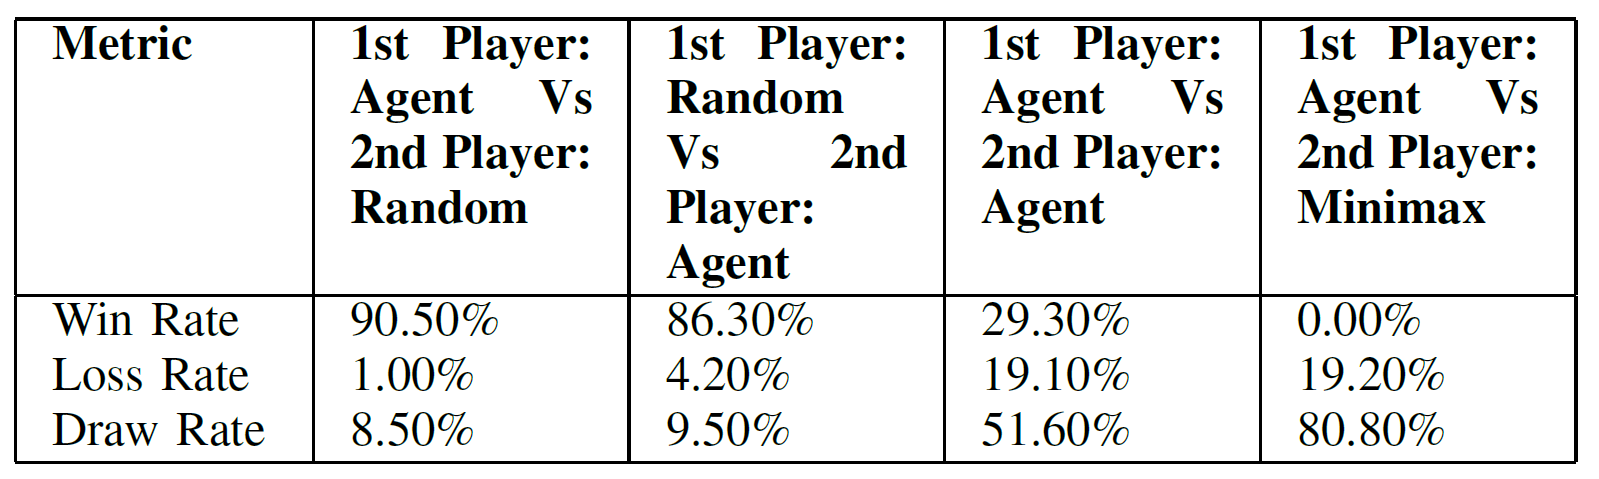 Metric
1st Player: Agent Vs 2nd Player: Random
1st Player: Random Vs 2nd Player: Agent
1st Player: Agent Vs 2nd Player: Agent
1st Player: Agent Vs 2nd Player: Minimax
Win Rate 90.50% 86.30% 29.30% 0.00%
Loss Rate 1.00% 4.20% 19.10% 19.20%
Draw Rate 8.50% 9.50% 51.60% 80.80%